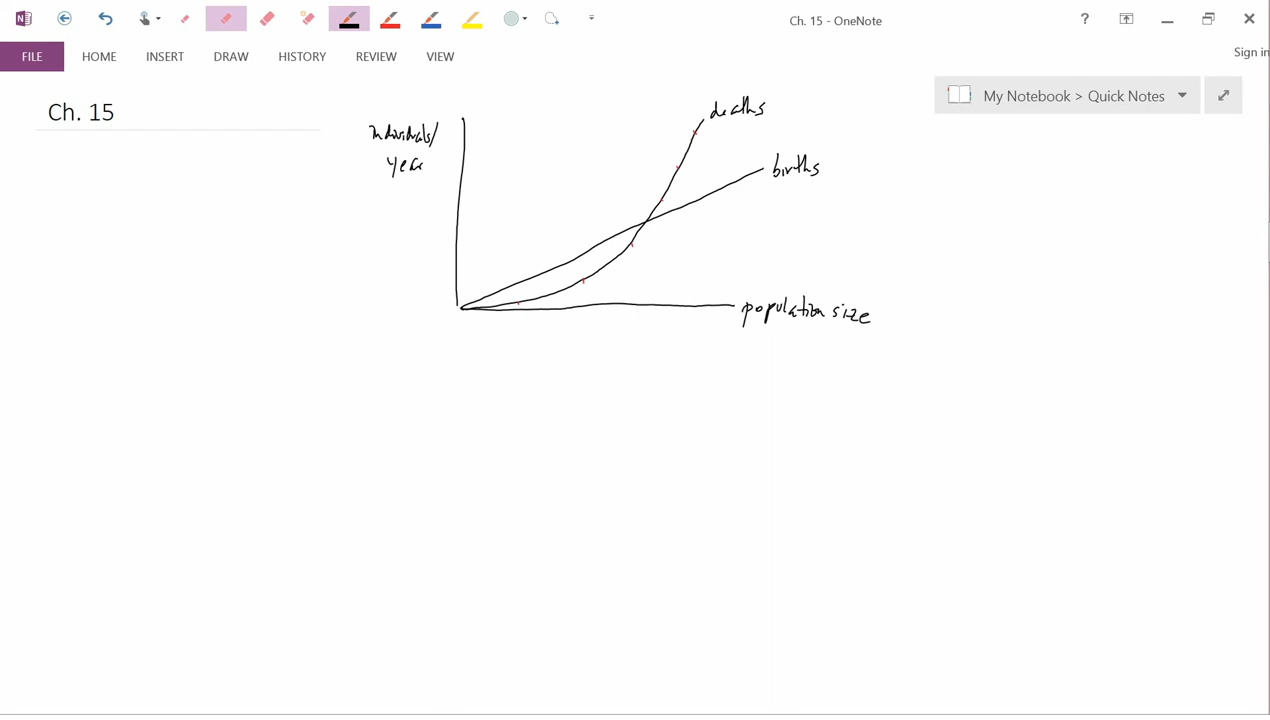 Ch. 15 - OneNote
?
FILE HOME INSERT DRAW HISTORY REVIEW VIEW
Sign in
My Notebook > Quick Notes
Ch. 15
Individuals/
year
deaths
births
population size